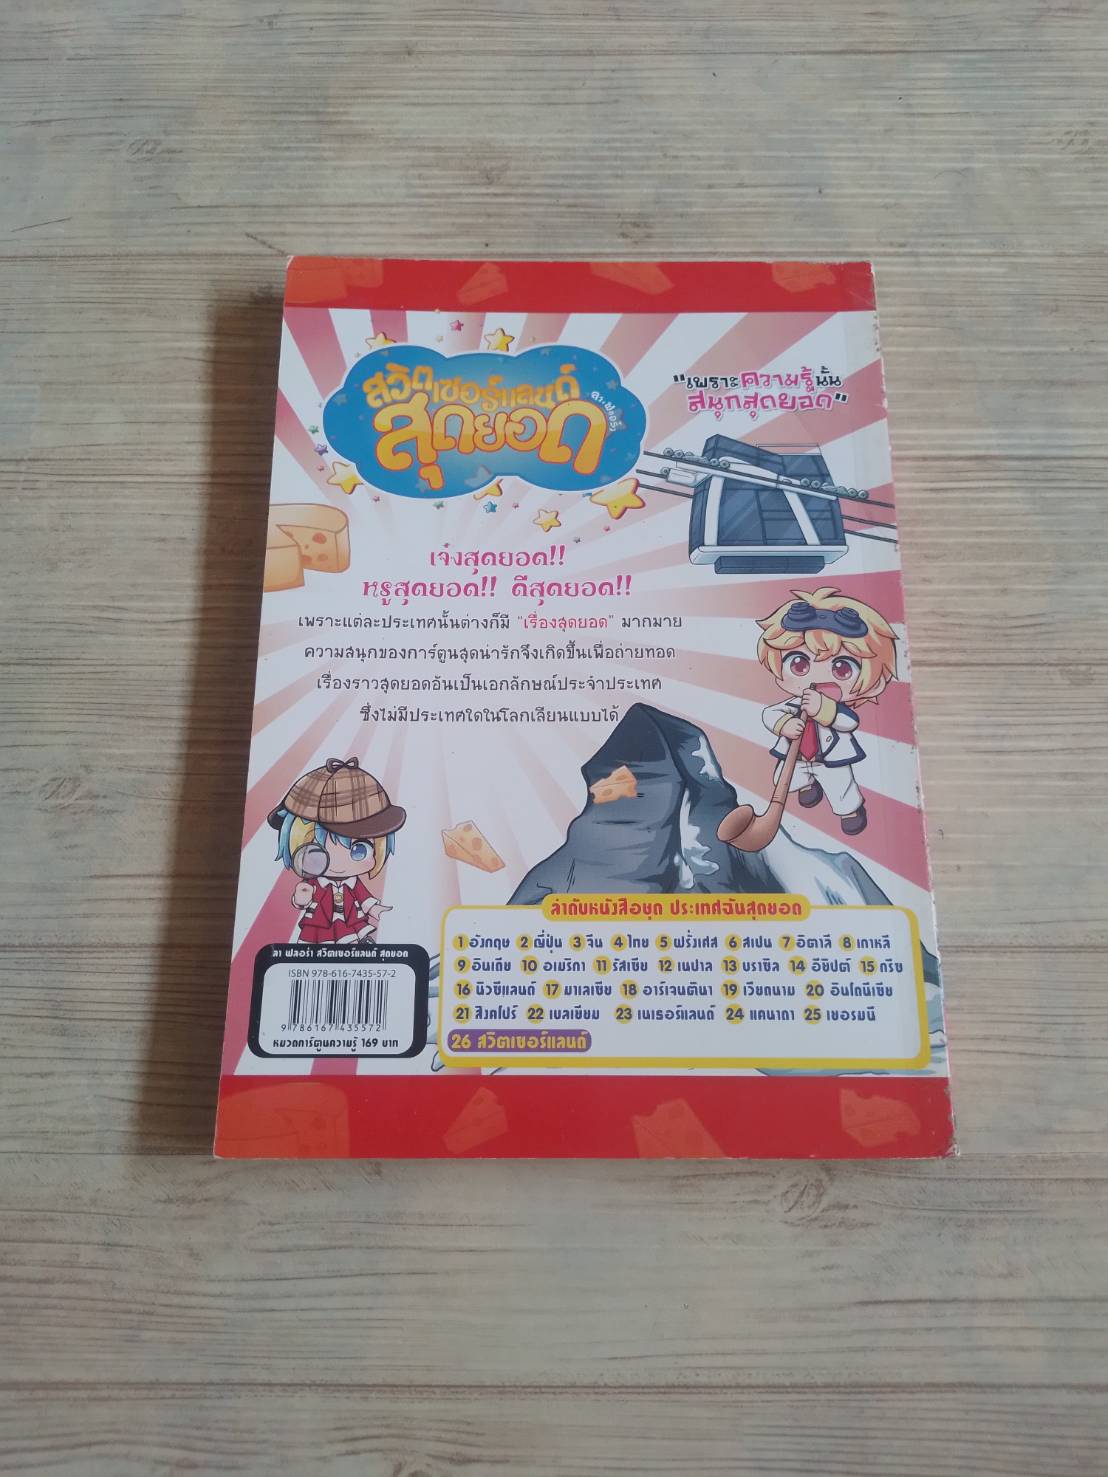 สวิตเซอร์แลนด์
สุดยอด
ลา ฟลอร่า
"เพราะความรู้นั้น
สนุกสุดยอด"
เจ๋งสุดยอด!!
หรูสุดยอด!! ดีสุดยอด!!
เพราะแต่ละประเทศนั้นต่างก็มี "เรื่องสุดยอด" มากมาย
ความสนุกของการ์ตูนสุดน่ารักจึงเกิดขึ้นเพื่อถ่ายทอด
เรื่องราวสุดยอดอันเป็นเอกลักษณ์ประจำประเทศ
ซึ่งไม่มีประเทศใดในโลกเลียนแบบได้
ลำดับหนังสือชุด ประเทศฉันสุดยอด
1 อังกฤษ 2 ญี่ปุ่น 3 จีน 4 ไทย 5 ฝรั่งเศส 6 สเปน 7 อิตาลี 8 เกาหลี
9 อินเดีย 10 อเมริกา 11 รัสเซีย 12 เนปาล 13 บราซิล 14 อียิปต์ 15 กรีซ
16 นิวซีแลนด์ 17 มาเลเซีย 18 อาร์เจนตินา 19 เวียดนาม 20 อินโดนีเซีย
21 สิงคโปร์ 22 เบลเยียม 23 เนเธอร์แลนด์ 24 แคนาดา 25 เยอรมนี
26 สวิตเซอร์แลนด์
ลา ฟลอร่า สวิตเซอร์แลนด์ สุดยอด
ISBN 978-616-7435-57-2
9 786167 435572
หมวดการ์ตูนความรู้ 169 บาท